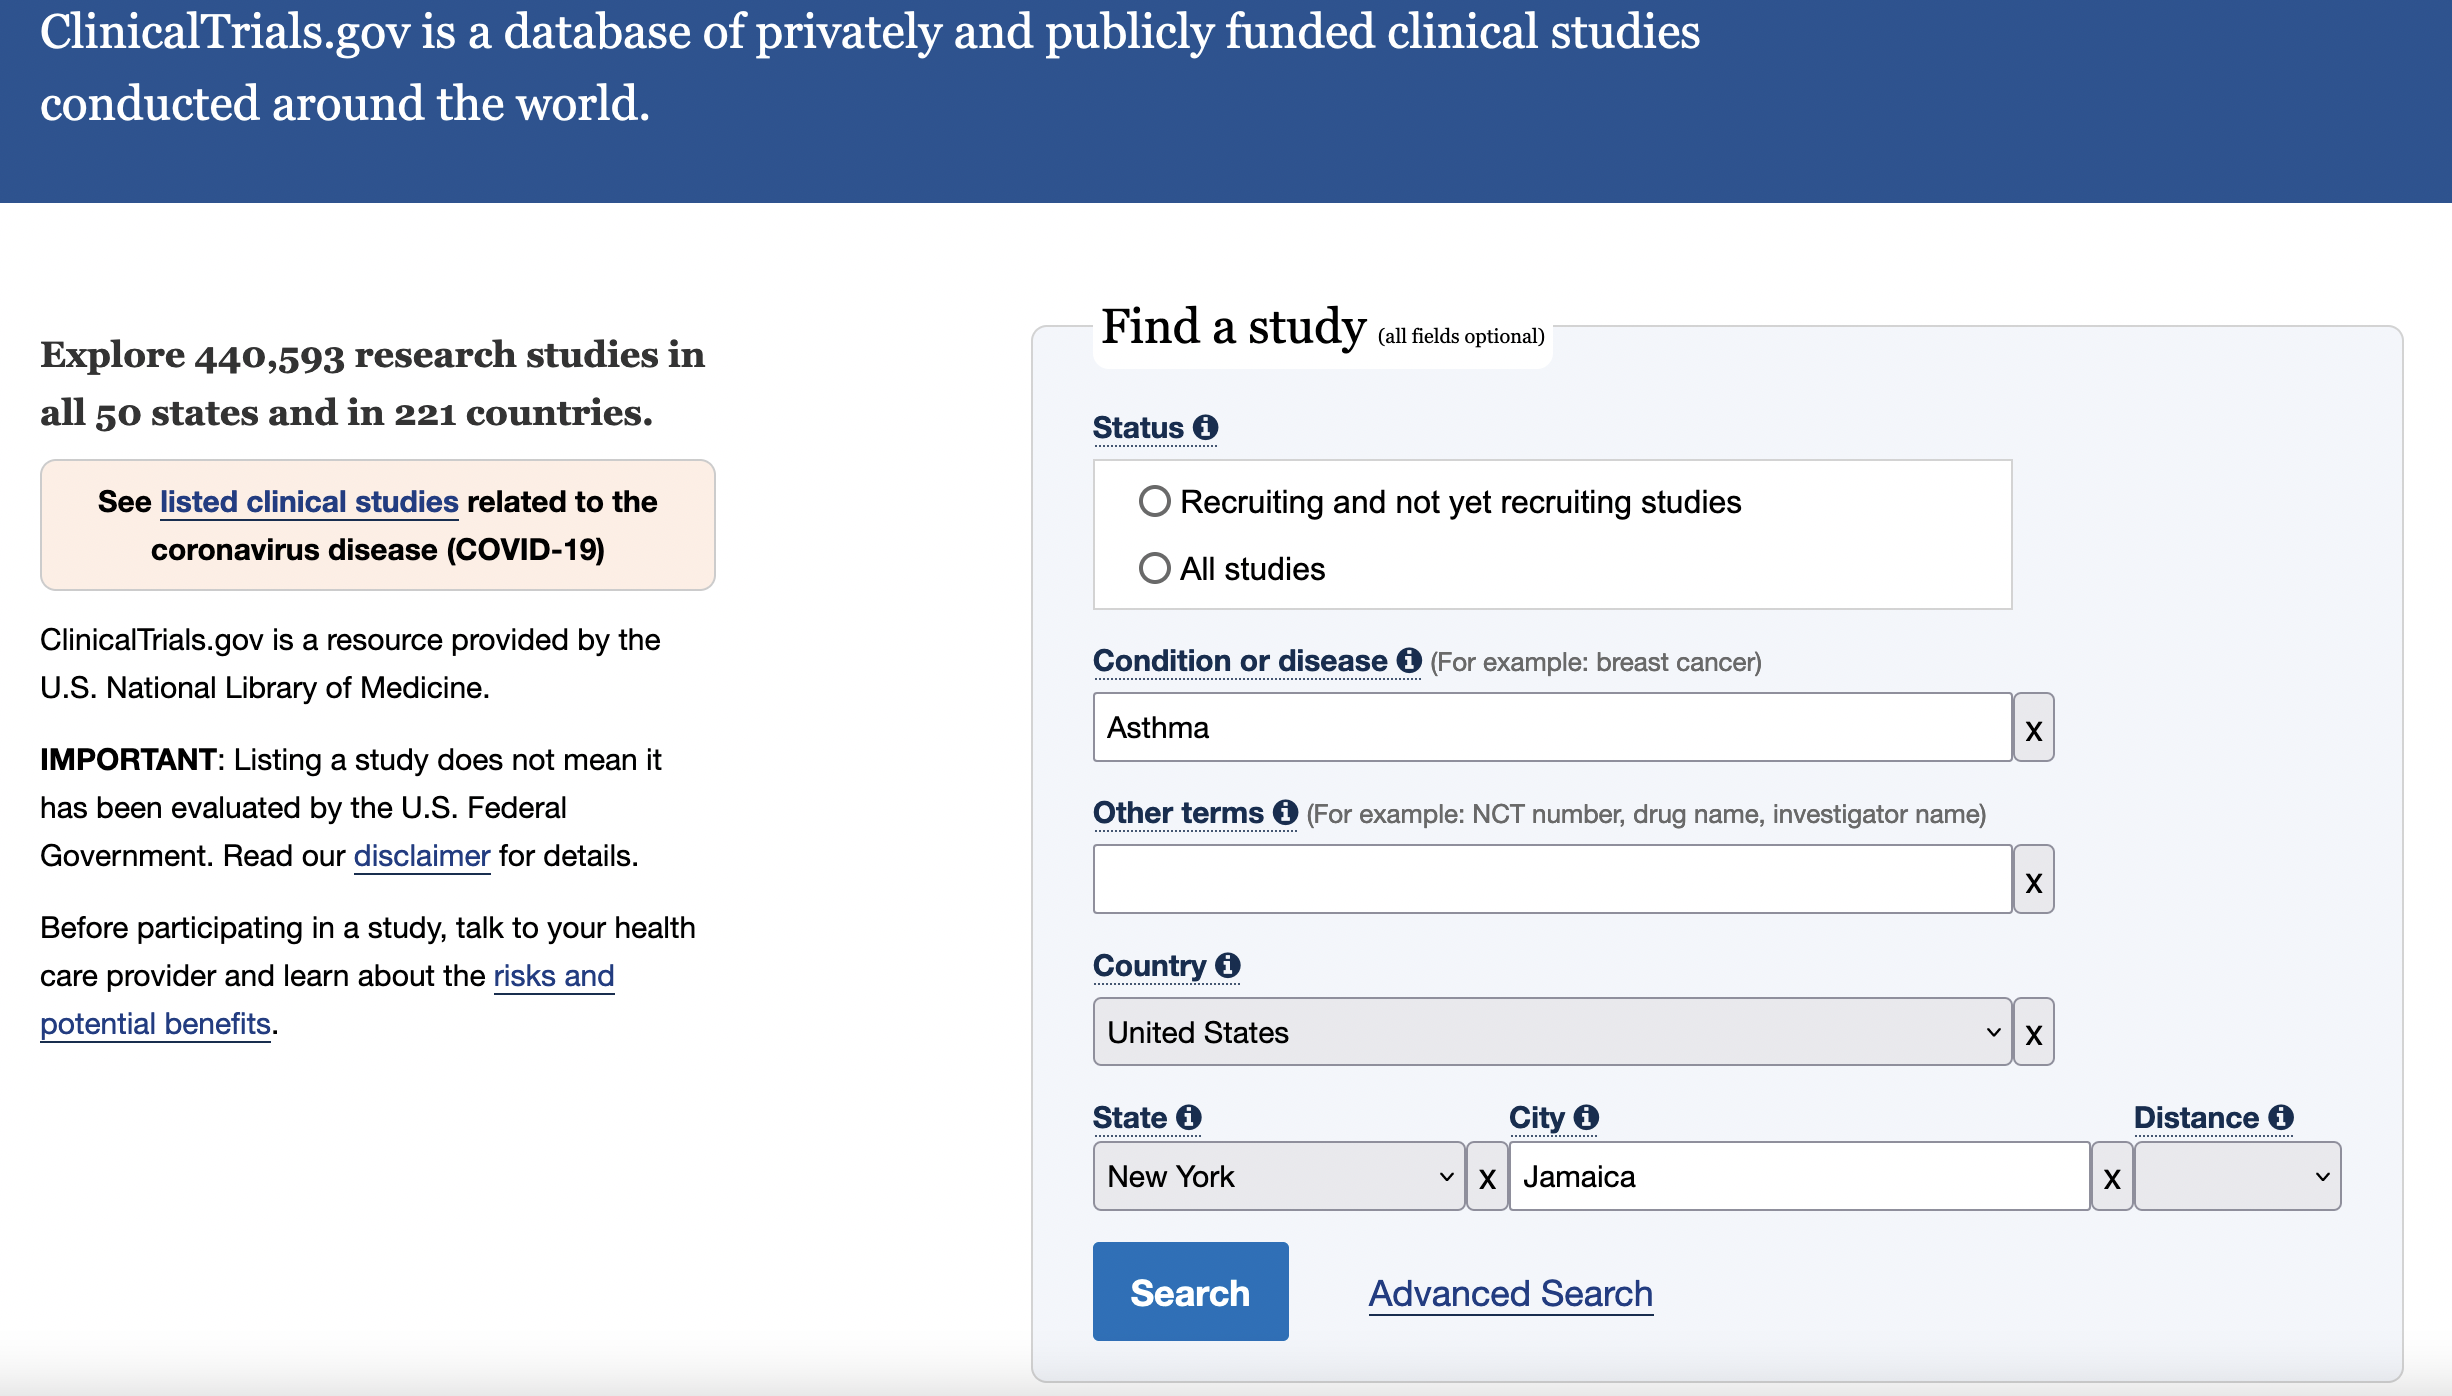 ClinicalTrials.gov is a database of privately and publicly funded clinical studies
conducted around the world.
Explore 440,593 research studies in
all 50 states and in 221 countries.
See listed clinical studies related to the
coronavirus disease (COVID-19)
ClinicalTrials.gov is a resource provided by the
U.S. National Library of Medicine.
IMPORTANT: Listing a study does not mean it
has been evaluated by the U.S. Federal
Government. Read our disclaimer for details.
Before participating in a study, talk to your health
care provider and learn about the risks and
potential benefits.
Find a study (all fields optional)
Status
Recruiting and not yet recruiting studies
All studies
Condition or disease (For example: breast cancer)
Asthma x
Other terms (For example: NCT number, drug name, investigator name)
x
Country
United States x
State City Distance
New York x Jamaica x
Search Advanced Search